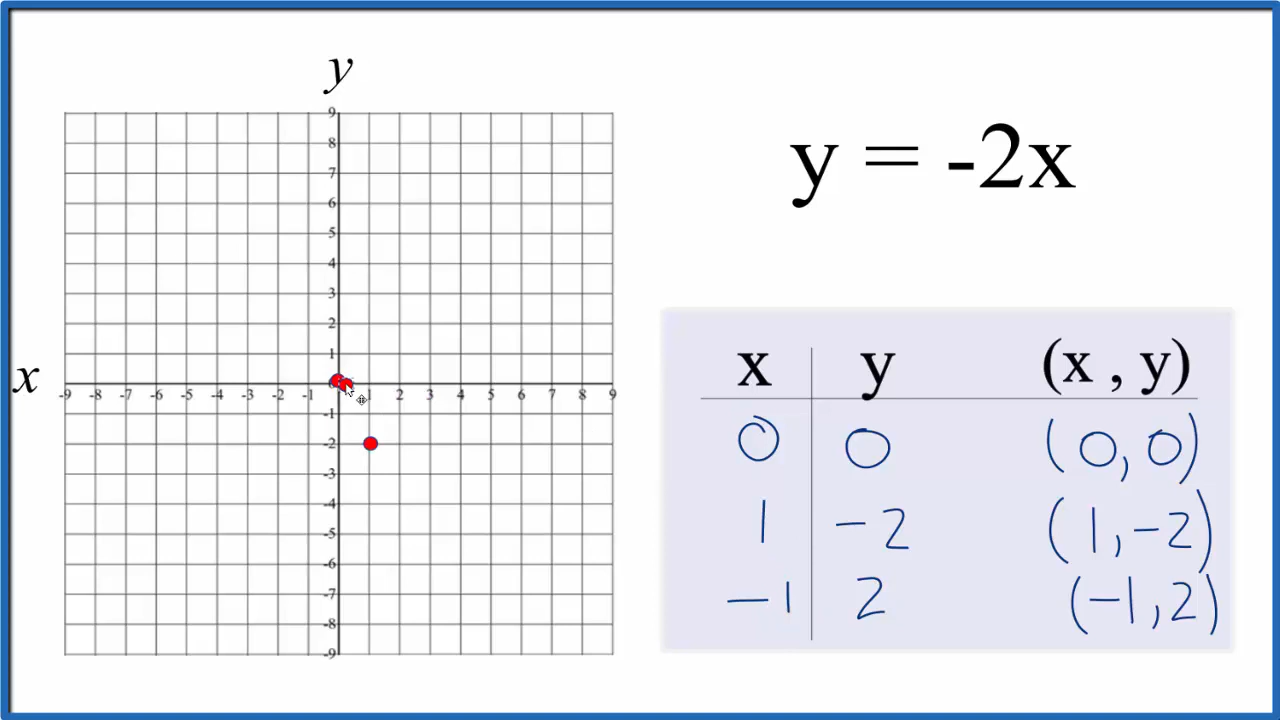 y
9
8
7
6
5
4
3
2
1
x
-9 -8 -7 -6 -5 -4 -3 -2 -1 1 2 3 4 5 6 7 8 9
-1
-2
-3
-4
-5
-6
-7
-8
-9
y = -2x
x y (x , y)
0 0 (0,0)
1 -2 (1,-2)
-1 2 (-1,2)